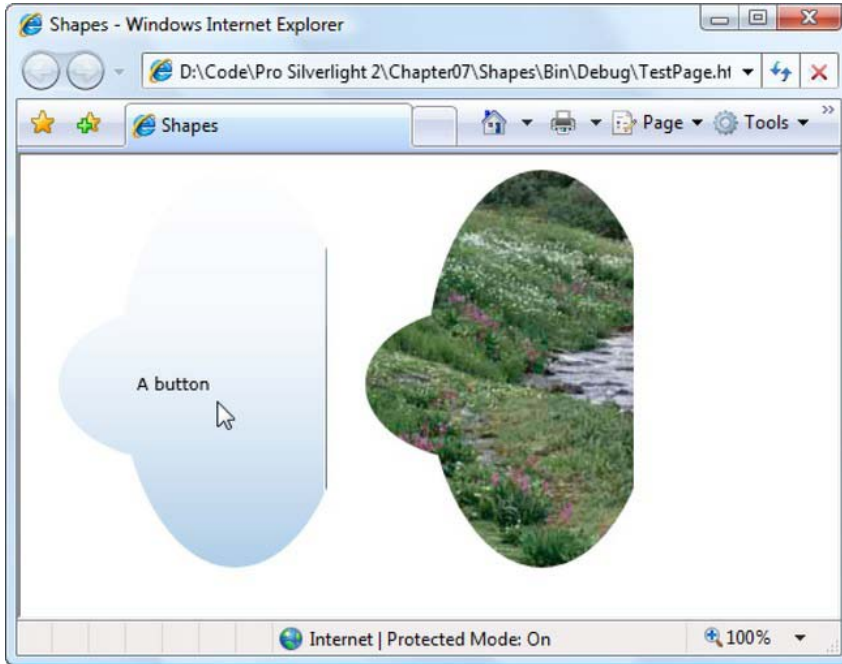 Shapes - Windows Internet Explorer
D:\Code\Pro Silverlight 2\Chapter07\Shapes\Bin\Debug\TestPage.ht
Shapes
Page
Tools
A button
Internet | Protected Mode: On
100%